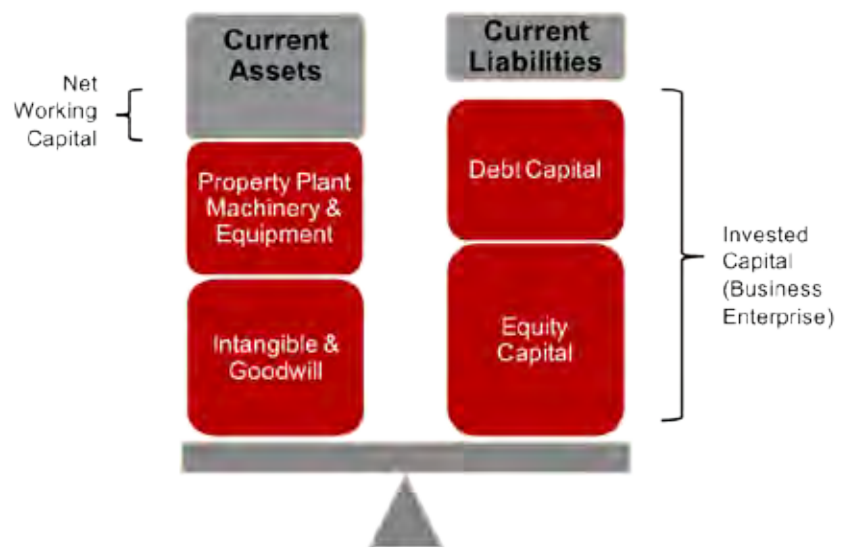 Current
Assets
Current
Liabilities
Net
Working
Capital
Property Plant
Machinery &
Equipment
Debt Capital
Invested
Capital
(Business
Enterprise)
Intangible &
Goodwill
Equity
Capital